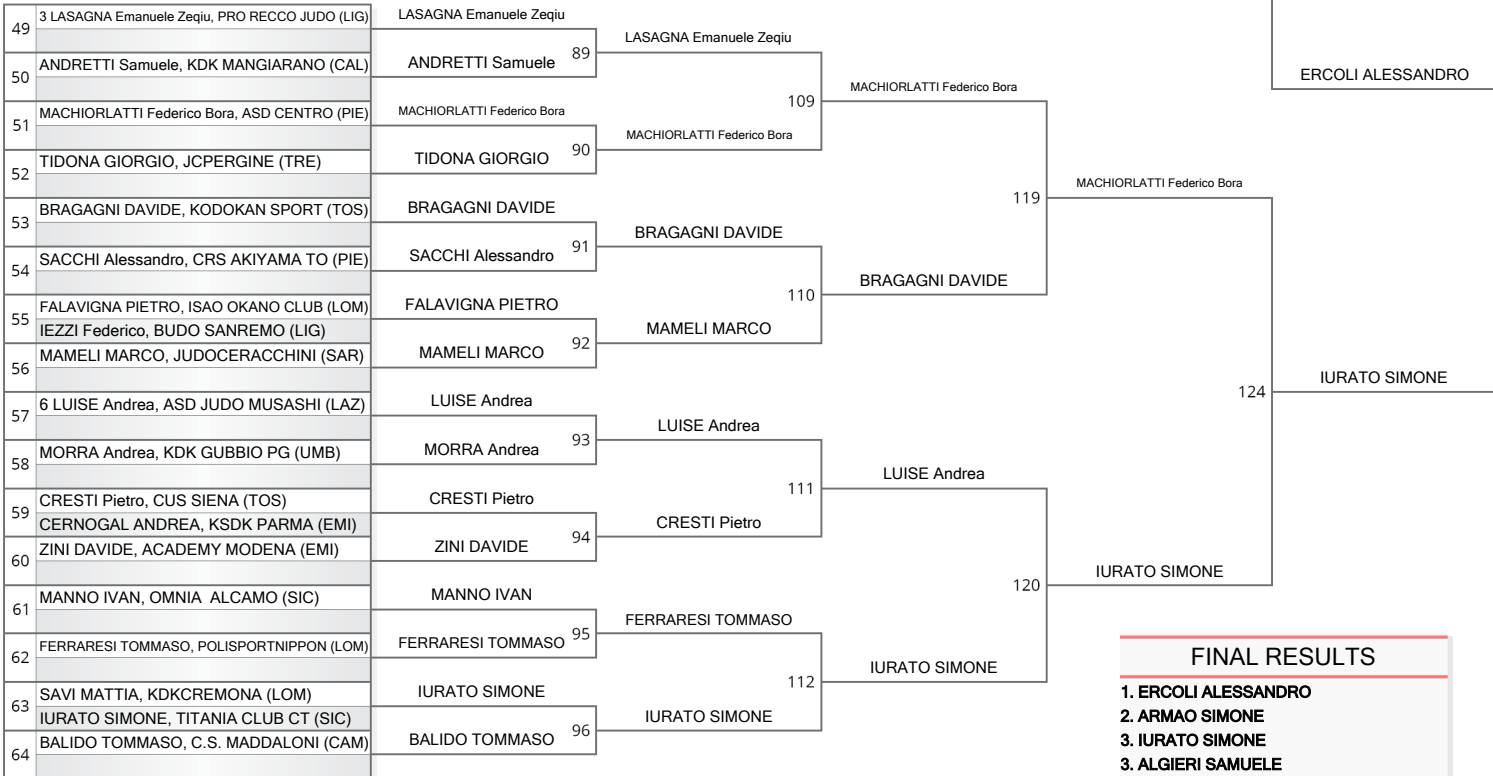 49
3 LASAGNA Emanuele Zeqiu, PRO RECCO JUDO (LIG)
50
ANDRETTI Samuele, KDK MANGIARANO (CAL)
51
MACHIORLATTI Federico Bora, ASD CENTRO (PIE)
52
TIDONA GIORGIO, JCPERGINE (TRE)
53
BRAGAGNI DAVIDE, KODOKAN SPORT (TOS)
54
SACCHI Alessandro, CRS AKIYAMA TO (PIE)
55
FALAVIGNA PIETRO, ISAO OKANO CLUB (LOM)
IEZZI Federico, BUDO SANREMO (LIG)
56
MAMELI MARCO, JUDOCERACCHINI (SAR)
57
6 LUISE Andrea, ASD JUDO MUSASHI (LAZ)
58
MORRA Andrea, KDK GUBBIO PG (UMB)
59
CRESTI Pietro, CUS SIENA (TOS)
CERNOGAL ANDREA, KSDK PARMA (EMI)
60
ZINI DAVIDE, ACADEMY MODENA (EMI)
61
MANNO IVAN, OMNIA  ALCAMO (SIC)
62
FERRARESI TOMMASO, POLISPORTNIPPON (LOM)
63
SAVI MATTIA, KDKCREMONA (LOM)
IURATO SIMONE, TITANIA CLUB CT (SIC)
64
BALIDO TOMMASO, C.S. MADDALONI (CAM)
LASAGNA Emanuele Zeqiu
ANDRETTI Samuele
89
MACHIORLATTI Federico Bora
TIDONA GIORGIO
90
BRAGAGNI DAVIDE
SACCHI Alessandro
91
FALAVIGNA PIETRO
MAMELI MARCO
92
LUISE Andrea
MORRA Andrea
93
CRESTI Pietro
ZINI DAVIDE
94
MANNO IVAN
FERRARESI TOMMASO
95
IURATO SIMONE
BALIDO TOMMASO
96
LASAGNA Emanuele Zeqiu
MACHIORLATTI Federico Bora
109
BRAGAGNI DAVIDE
MAMELI MARCO
110
LUISE Andrea
CRESTI Pietro
111
FERRARESI TOMMASO
IURATO SIMONE
112
MACHIORLATTI Federico Bora
BRAGAGNI DAVIDE
119
LUISE Andrea
IURATO SIMONE
120
MACHIORLATTI Federico Bora
IURATO SIMONE
124
ERCOLI ALESSANDRO
IURATO SIMONE
FINAL RESULTS
1. ERCOLI ALESSANDRO
2. ARMAO SIMONE
3. IURATO SIMONE
3. ALGIERI SAMUELE